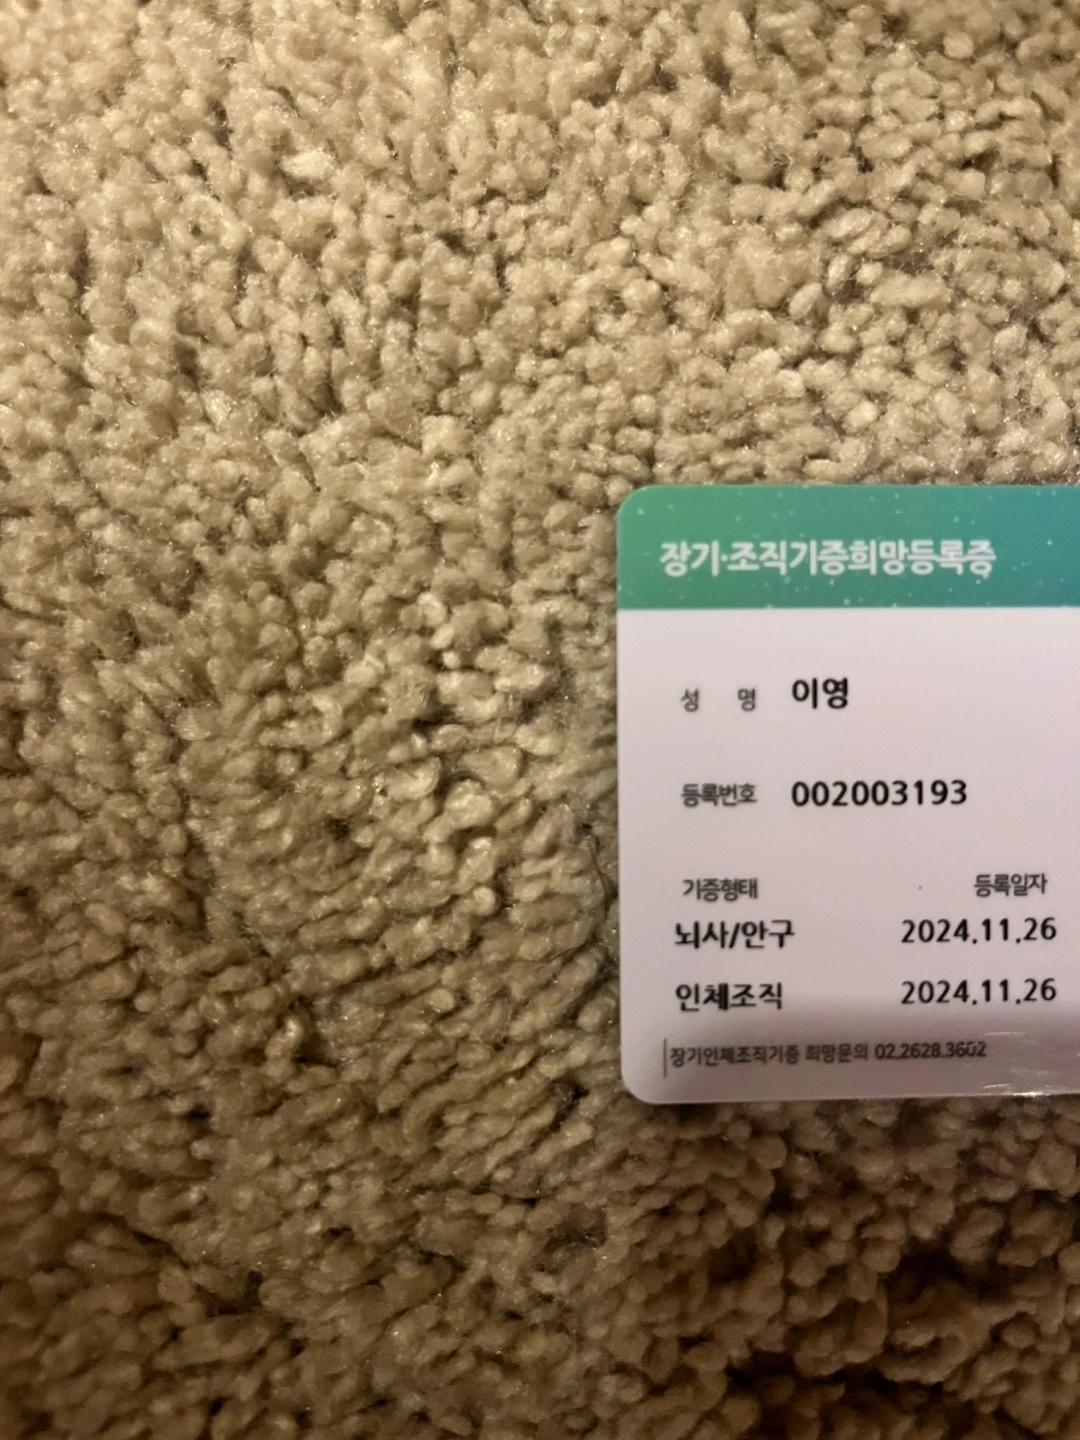 장기·조직기증희망등록증
성 명 이영
등록번호 002003193
기증형태 등록일자
뇌사/안구 2024.11.26
인체조직 2024.11.26
장기인체조직기증 희망문의 02.2628.3602